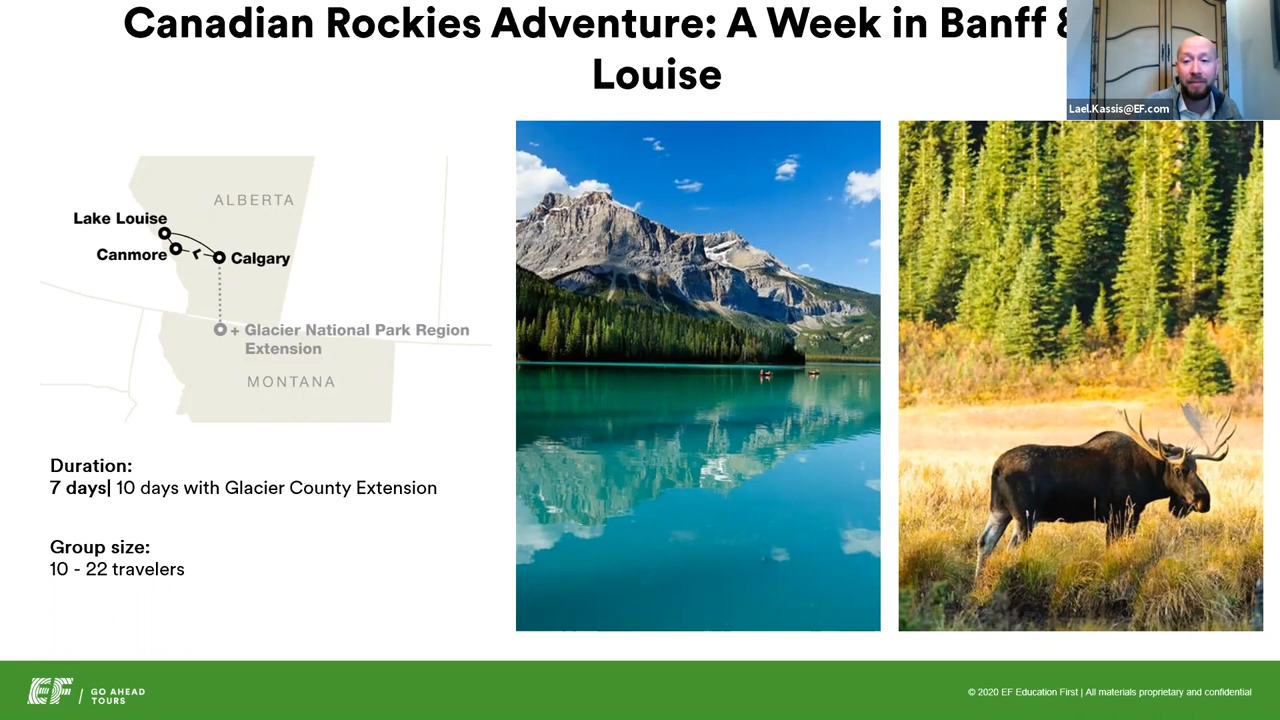 Canadian Rockies Adventure: A Week in Banff &
Louise
Lael.Kassis@EF.com
ALBERTA
Lake Louise
Canmore
Calgary
+ Glacier National Park Region
Extension
MONTANA
Duration:
7 days| 10 days with Glacier County Extension
Group size:
10 - 22 travelers
EF / GO AHEAD
TOURS
© 2020 EF Education First | All materials proprietary and confidential